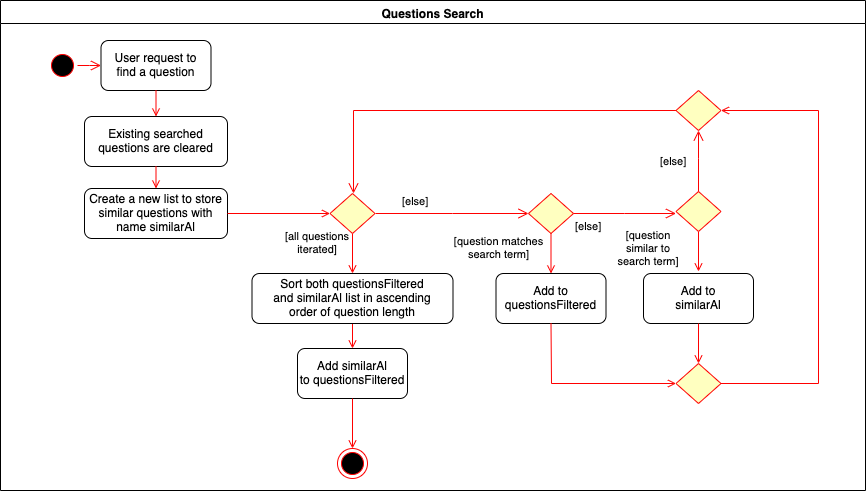 Questions Search
User request to
find a question
Existing searched
questions are cleared
Create a new list to store
similar questions with
name similarAl
[all questions
iterated]
[else]
Sort both questionsFiltered
and similarAl list in ascending
order of question length
Add similarAl
to questionsFiltered
[question matches
search term]
[else]
Add to
questionsFiltered
[question
similar to
search term]
[else]
Add to
similarAl